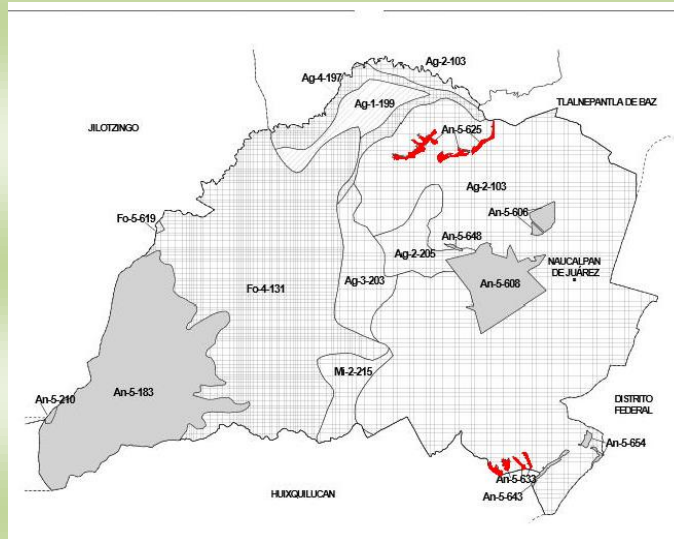 Ag-2-103
Ag-4-197
Ag-1-199
TLALNEPANTLA DE BAZ
JILOTZINGO
An-5-625
Ag-2-103
An-5-606
Fo-5-619
An-5-648
Ag-2-205
NAUCALPAN
DE JUÁREZ
Fo-4-131
Ag-3-203
An-5-608
Mi-2-215
An-5-210
An-5-183
DISTRITO
FEDERAL
An-5-654
An-5-633
An-5-643
HUIXQUILUCAN